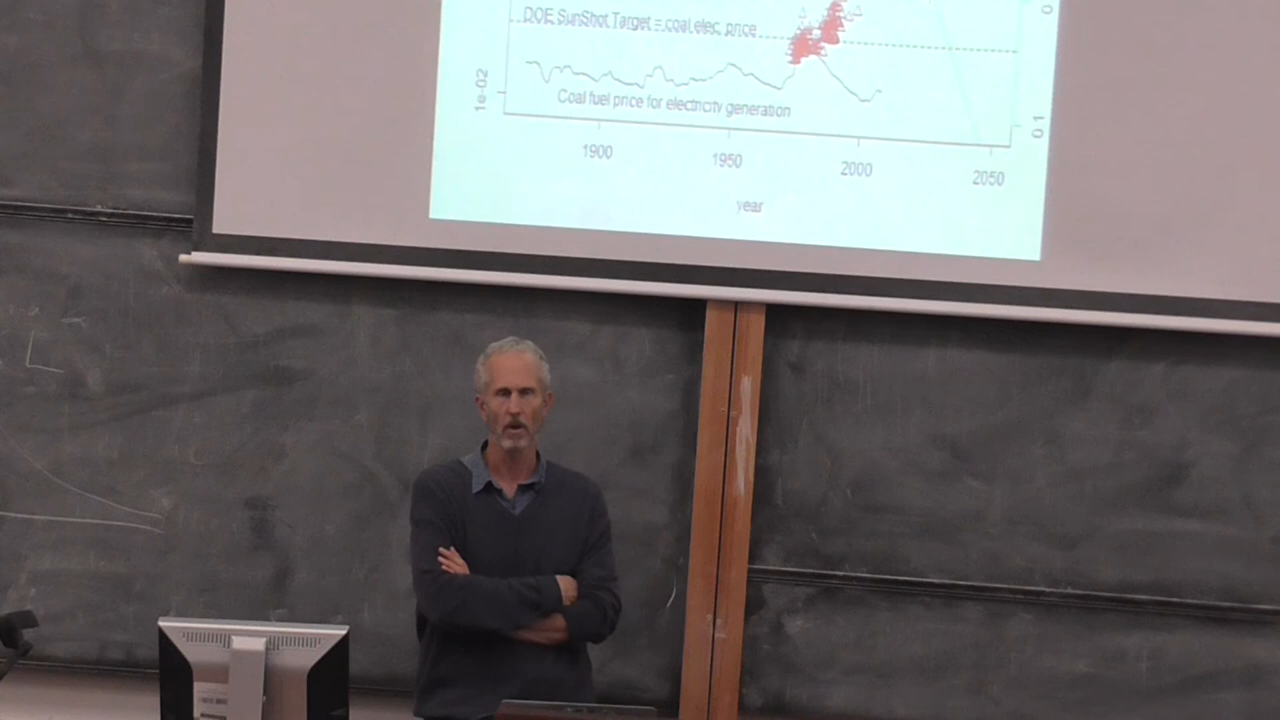 0
DOE SunShot Target = coal elec. price
1e-02
Coal fuel price for electricity generation
0.1
1900
1950
2000
2050
year